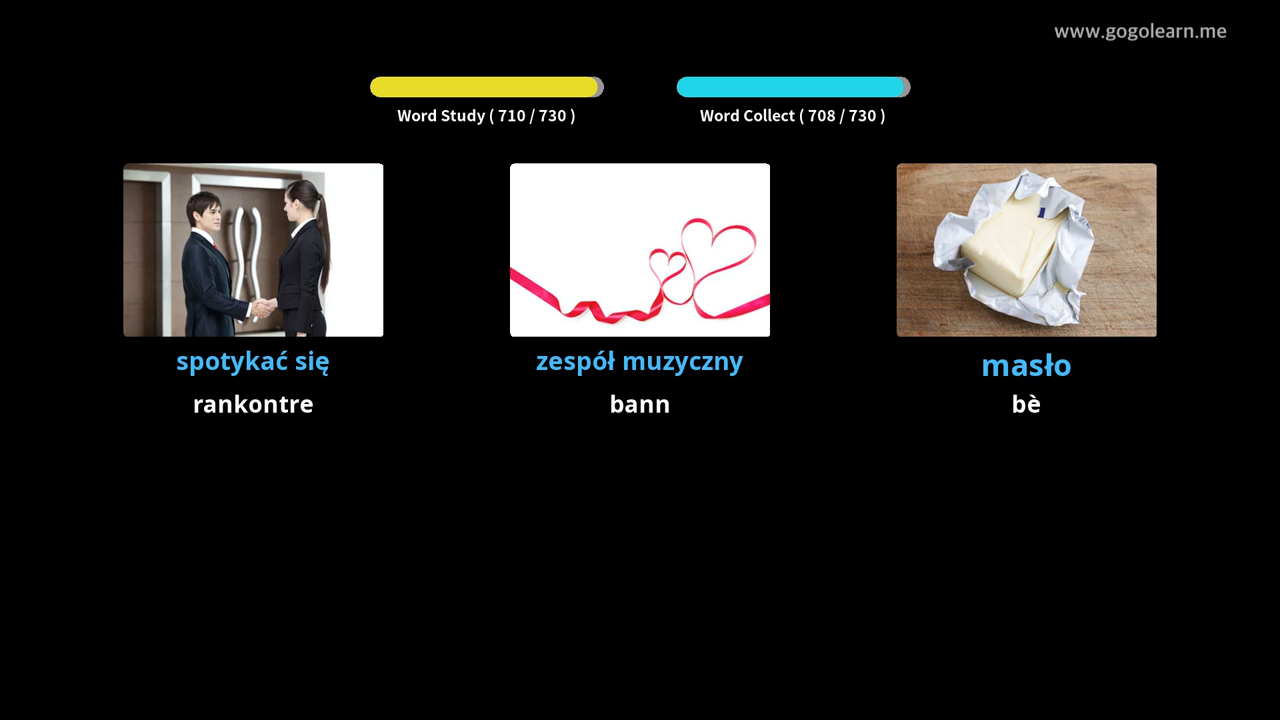 www.gogolearn.me
Word Study ( 710 / 730 )
Word Collect ( 708 / 730 )
spotykać się
zespół muzyczny
masło
rankontre
bann
bè